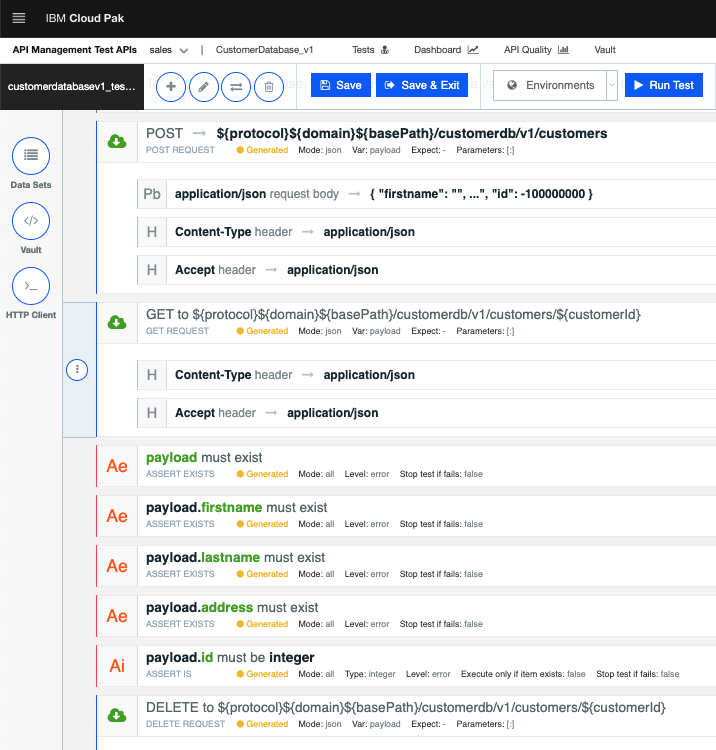 IBM Cloud Pak
API Management Test APIs sales | CustomerDatabase_v1 Tests Dashboard API Quality Vault
customerdatabasev1_tes... Save Save & Exit Environments Run Test
Data Sets
</>
Vault
>_
HTTP Client
POST → ${protocol}${domain}${basePath}/customerdb/v1/customers
POST REQUEST Generated Mode: json Var: payload Expect: - Parameters: [:]
Pb application/json request body → { "firstname": "", ...", "id": -100000000 }
H Content-Type header → application/json
H Accept header → application/json
GET to ${protocol}${domain}${basePath}/customerdb/v1/customers/${customerId}
GET REQUEST Generated Mode: json Var: payload Expect: - Parameters: [:]
H Content-Type header → application/json
H Accept header → application/json
Ae payload must exist
ASSERT EXISTS Generated Mode: all Level: error Stop test if fails: false
Ae payload.firstname must exist
ASSERT EXISTS Generated Mode: all Level: error Stop test if fails: false
Ae payload.lastname must exist
ASSERT EXISTS Generated Mode: all Level: error Stop test if fails: false
Ae payload.address must exist
ASSERT EXISTS Generated Mode: all Level: error Stop test if fails: false
Ai payload.id must be integer
ASSERT IS Generated Mode: all Type: integer Level: error Execute only if item exists: false Stop test if fails: false
DELETE to ${protocol}${domain}${basePath}/customerdb/v1/customers/${customerId}
DELETE REQUEST Generated Mode: json Var: payload Expect: - Parameters: [:]